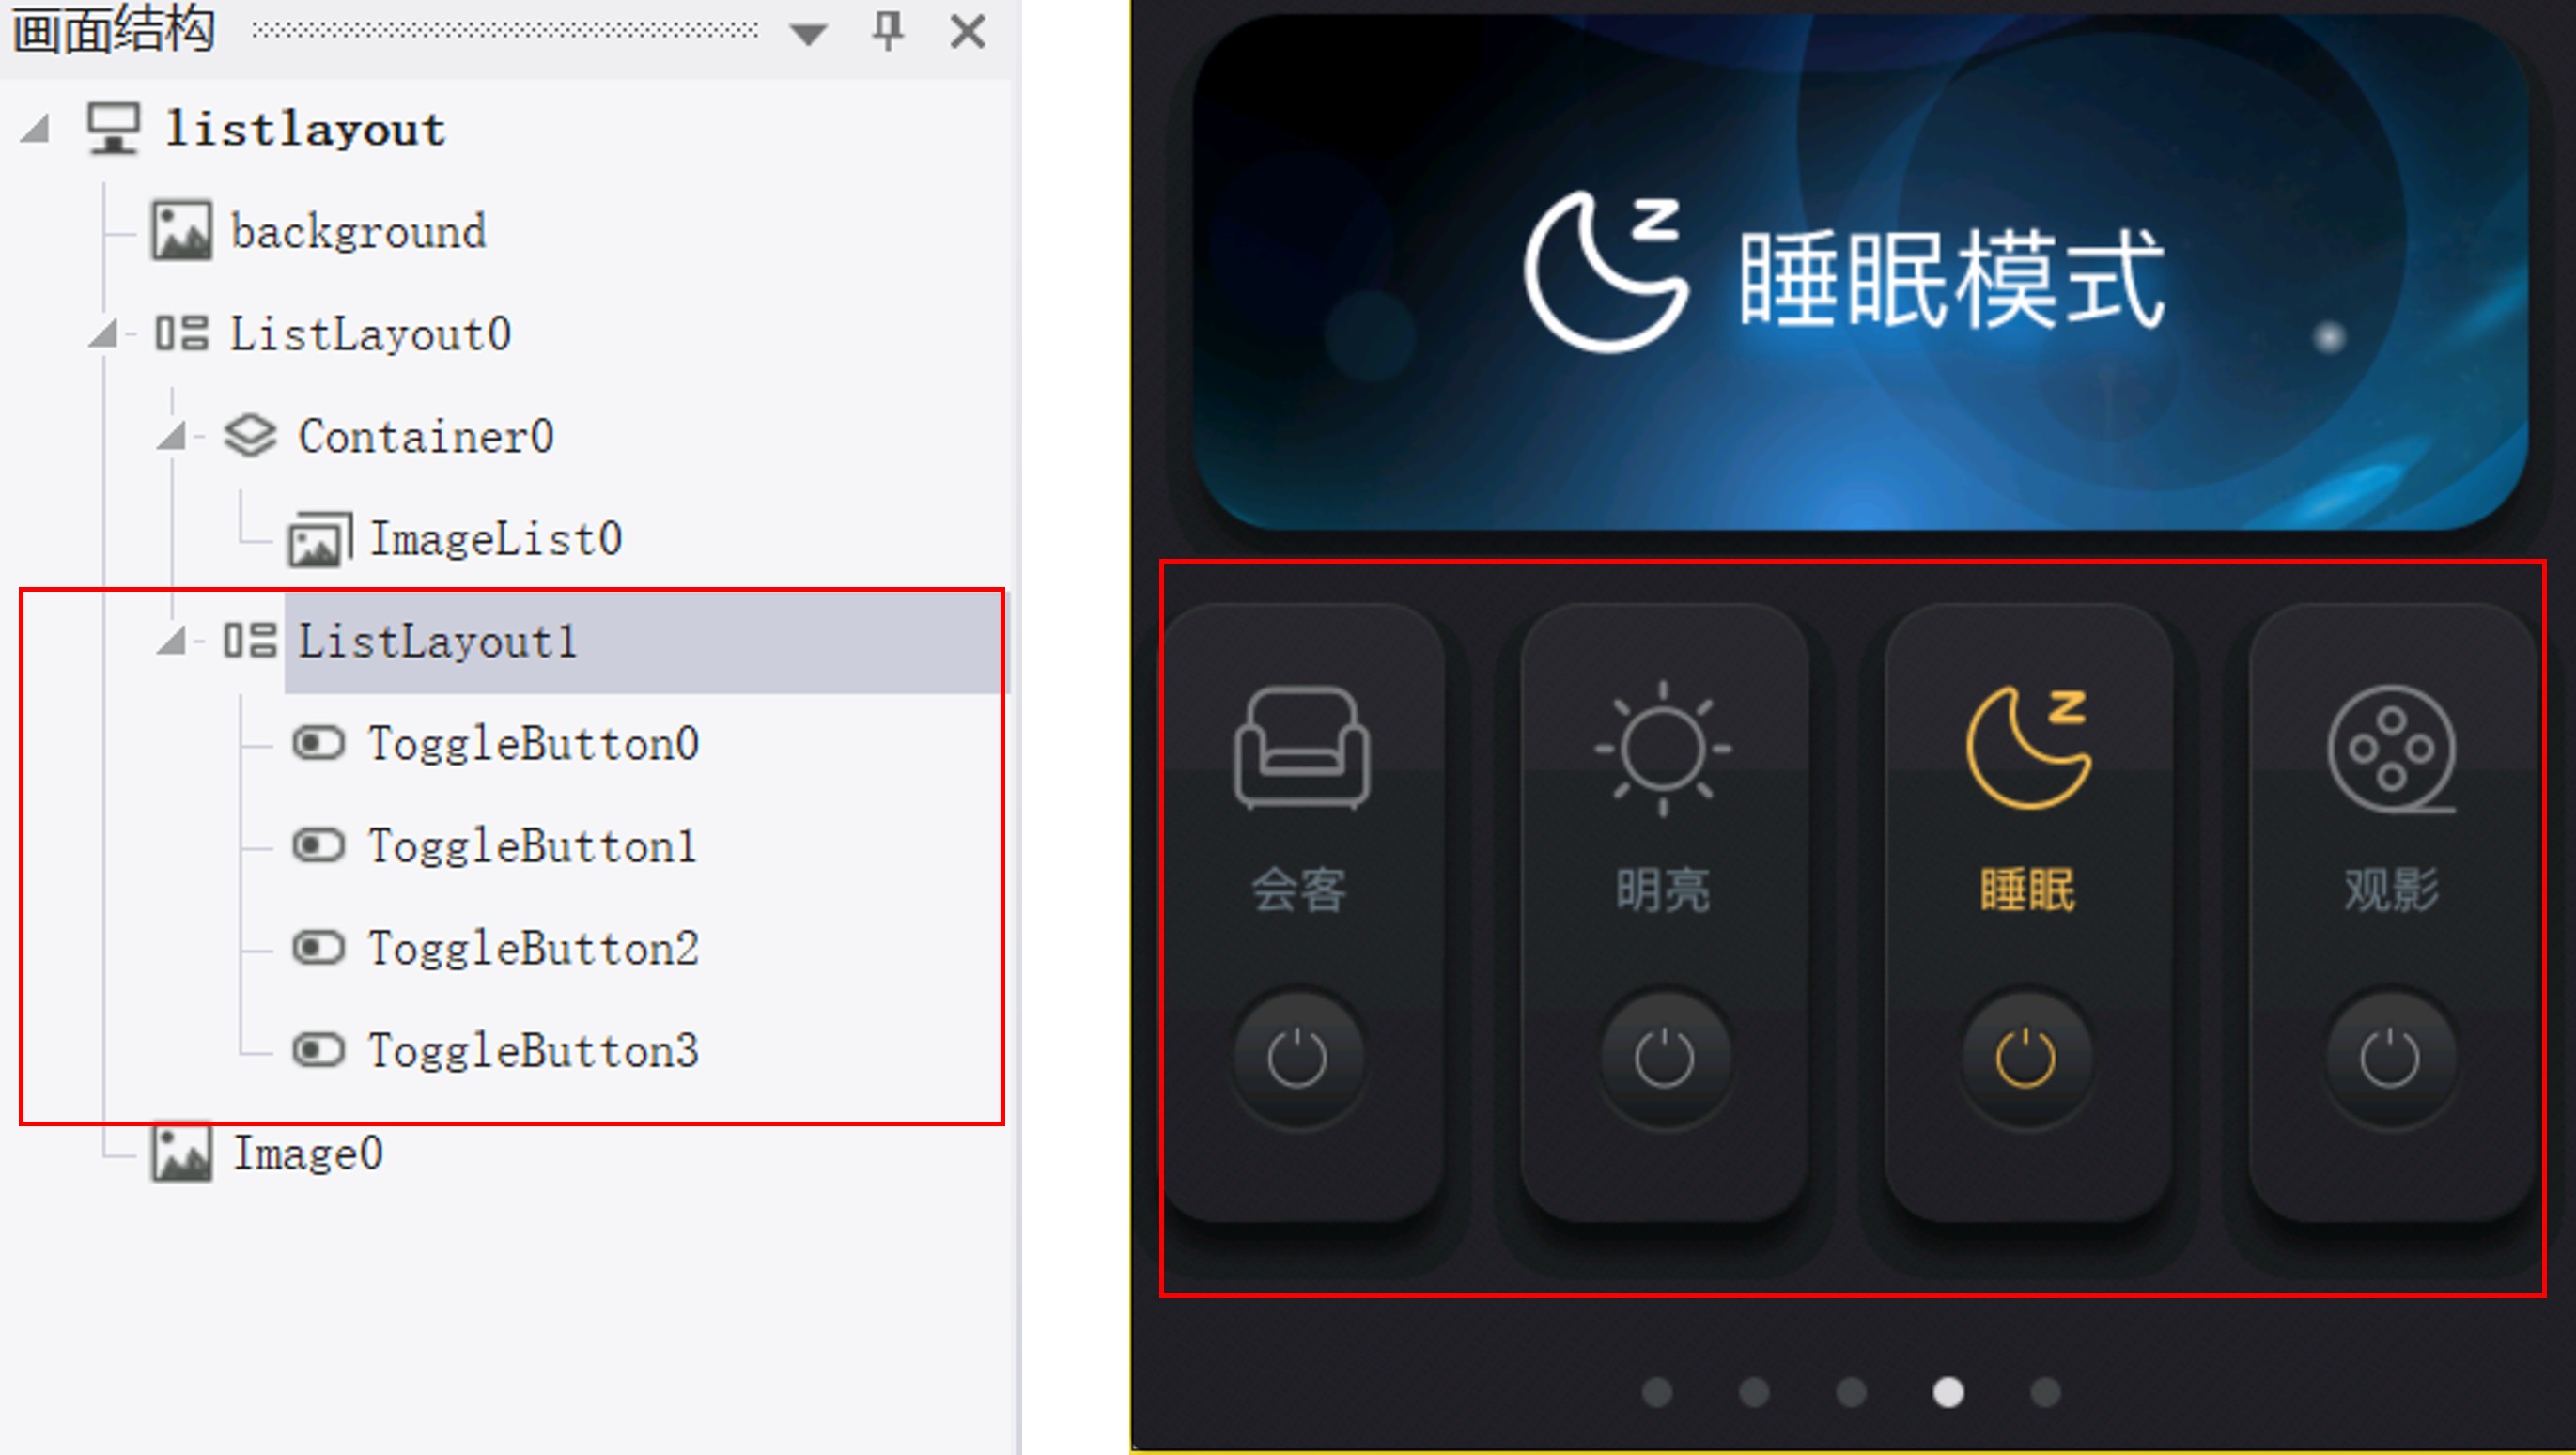 画面结构
listlayout
background
ListLayout0
Container0
ImageList0
ListLayout1
ToggleButton0
ToggleButton1
ToggleButton2
ToggleButton3
Image0
睡眠模式
会客
明亮
睡眠
观影